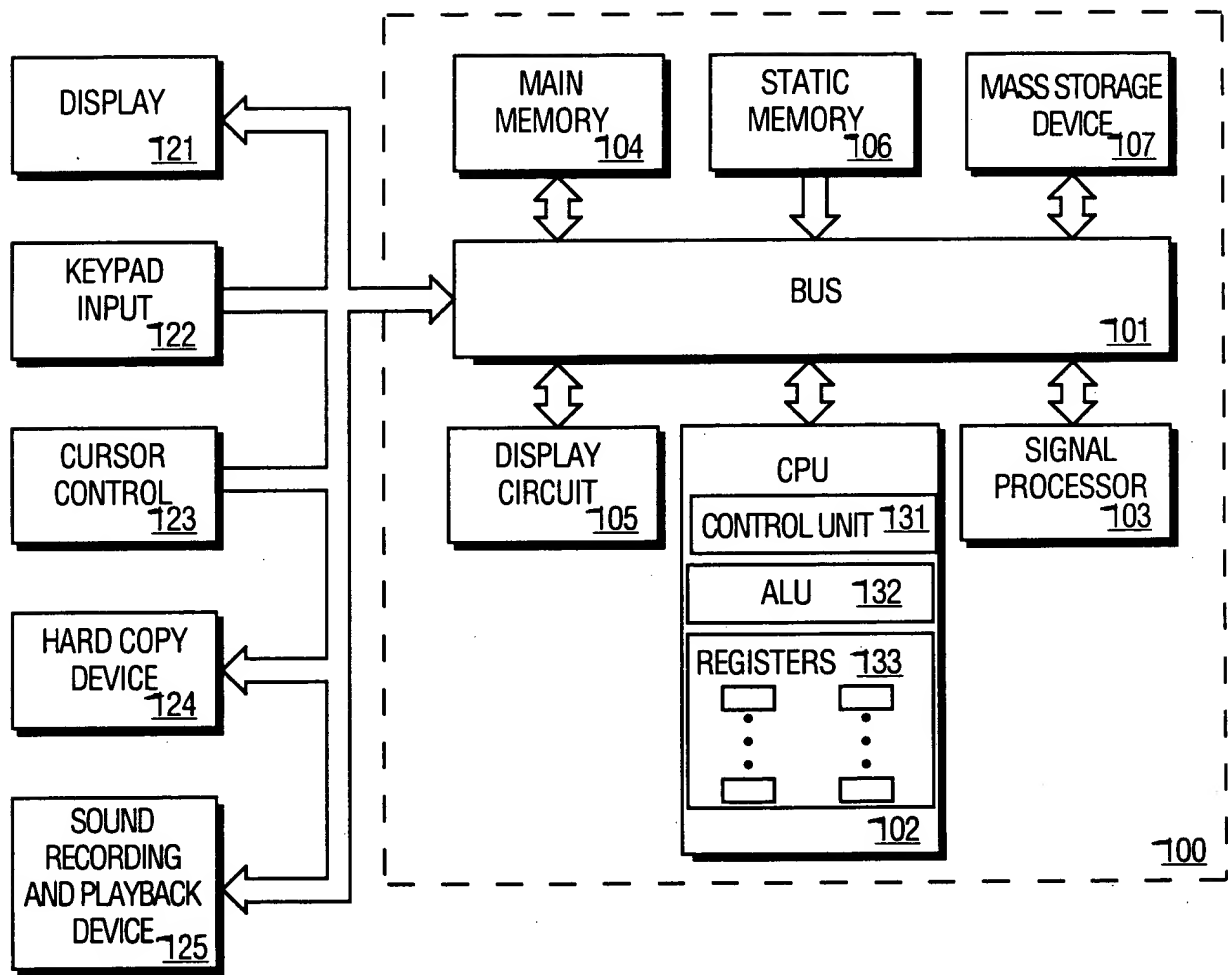 DISPLAY
121
KEYPAD
INPUT
122
CURSOR
CONTROL
123
HARD COPY
DEVICE
124
SOUND
RECORDING
AND PLAYBACK
DEVICE
125
MAIN
MEMORY
104
STATIC
MEMORY
106
MASS STORAGE
DEVICE
107
BUS
101
DISPLAY
CIRCUIT
105
CPU
CONTROL UNIT 131
ALU 132
REGISTERS 133
102
SIGNAL
PROCESSOR
103
100